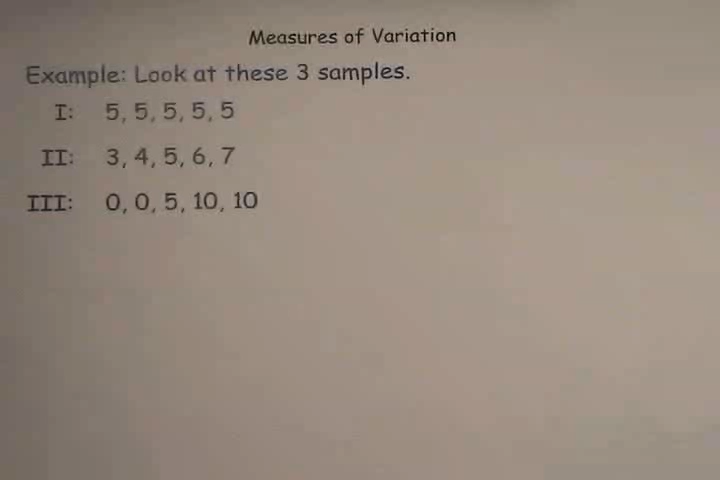 Measures of Variation
Example: Look at these 3 samples.
I: 5, 5, 5, 5, 5
II: 3, 4, 5, 6, 7
III: 0, 0, 5, 10, 10